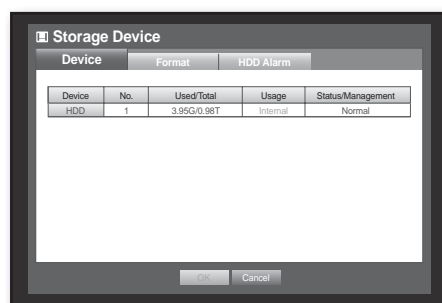 Storage Device
Device Format HDD Alarm
Device No. Used/Total Usage Status/Management
HDD 1 3.95G/0.98T Internal Normal
OK Cancel